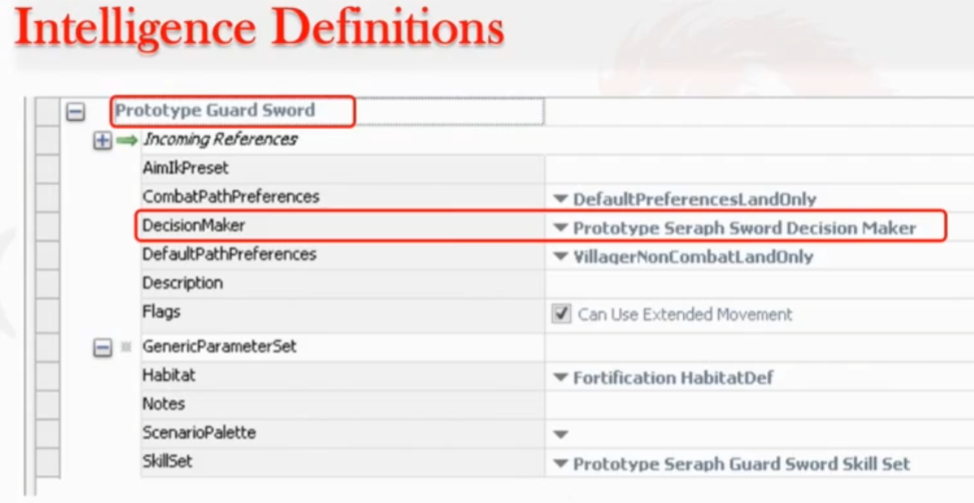 Intelligence Definitions
Prototype Guard Sword
Incoming References
AimIkPreset
CombatPathPreferences DefaultPreferencesLandOnly
DecisionMaker Prototype Seraph Sword Decision Maker
DefaultPathPreferences VillagerNonCombatLandOnly
Description
Flags Can Use Extended Movement
GenericParameterSet
Habitat Fortification HabitatDef
Notes
ScenarioPalette
SkillSet Prototype Seraph Guard Sword Skill Set